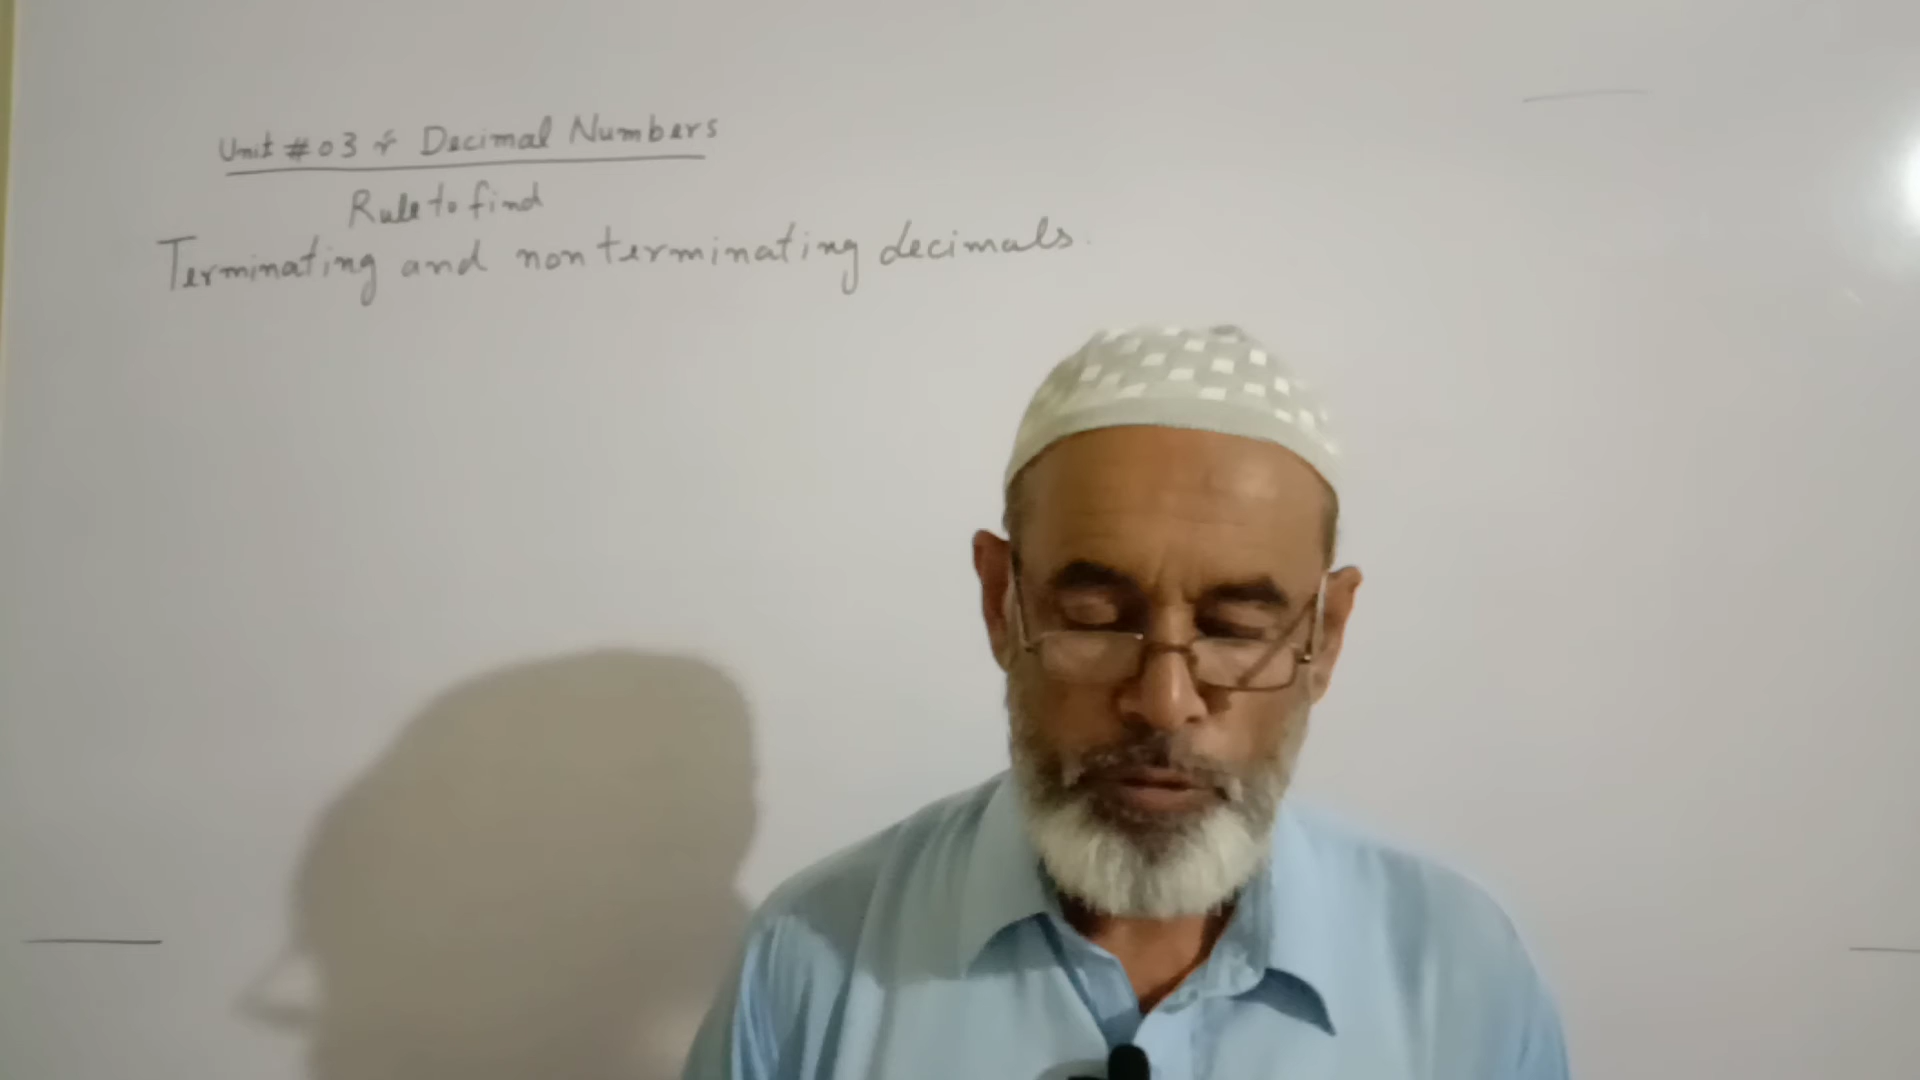 Unit #03 :- Decimal Numbers
Rule to find
Terminating and non terminating decimals.